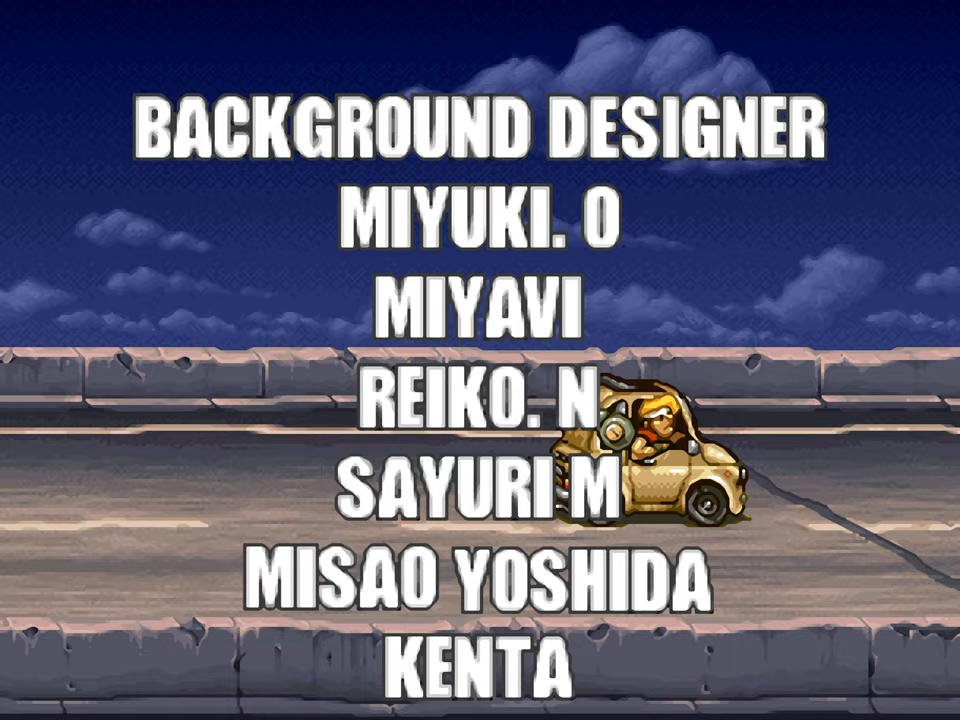 BACKGROUND DESIGNER
MIYUKI. O
MIYAVI
REIKO. N
SAYURI M
MISAO YOSHIDA
KENTA